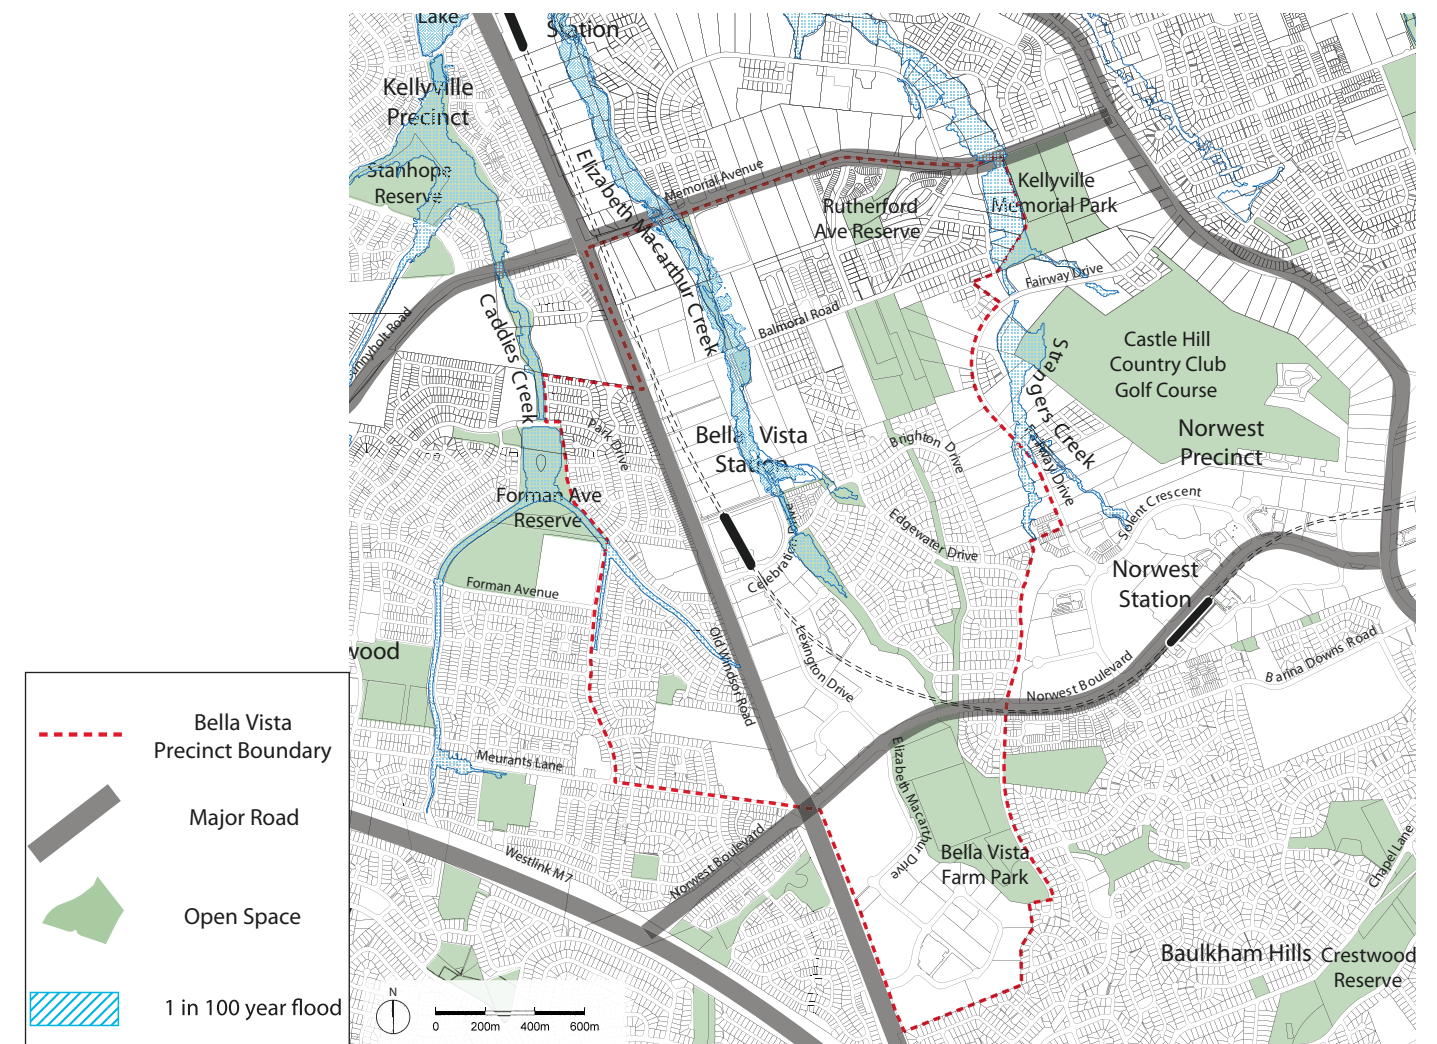 Lake
Station
Kellyville
Precinct
Stanhope
Reserve
Elizabeth Macarthur Creek
Memorial Avenue
Kellyville
Memorial Park
Rutherford
Ave Reserve
Fairway Drive
Balmoral Road
Sunnyholt Road
Caddies Creek
Strangers Creek
Castle Hill
Country Club
Golf Course
Norwest
Precinct
Park Drive
Bella Vista
Station
Brighton Drive
Fairway Drive
Solent Crescent
Forman Ave
Reserve
Edgewater Drive
Celebration Drive
Forman Avenue
Norwest
Station
wood
Old Windsor Road
Lexington Drive
Norwest Boulevard
Barina Downs Road
Meurants Lane
Elizabeth Macarthur Drive
Westlink M7
Norwest Boulevard
Bella Vista
Farm Park
Chapel Lane
Baulkham Hills
Crestwood
Reserve
Bella Vista
Precinct Boundary
Major Road
Open Space
1 in 100 year flood
N
0 200m 400m 600m